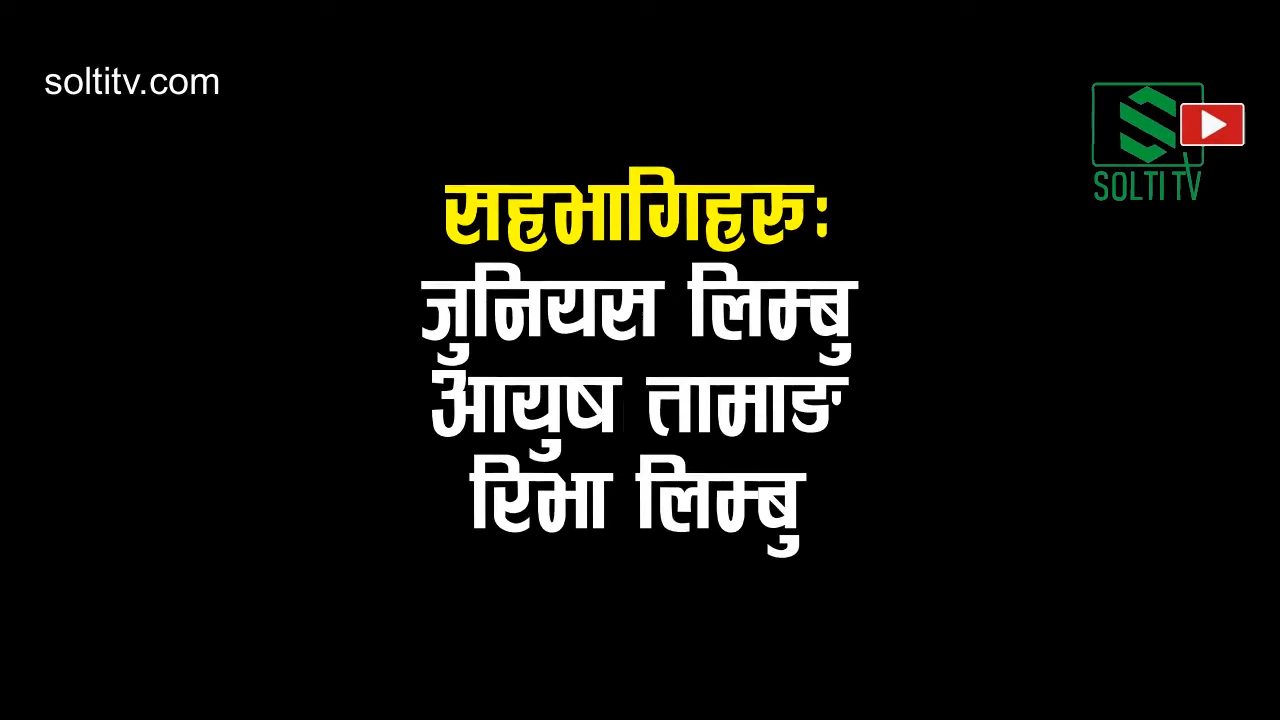 soltitv.com
SOLTI TV
सहभागिहरुः
जुनियस लिम्बु
आयुष तामाङ
रिभा लिम्बु